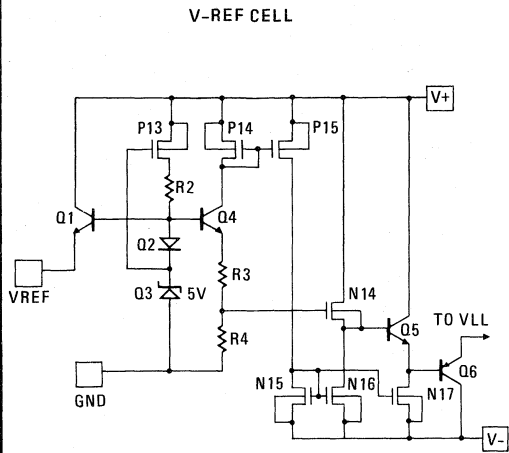 V-REF CELL
V+
P13
P14
P15
R2
Q1
Q4
Q2
R3
VREF
Q3
5V
N14
Q5
TO VLL
R4
GND
N15
N16
N17
Q6
V-